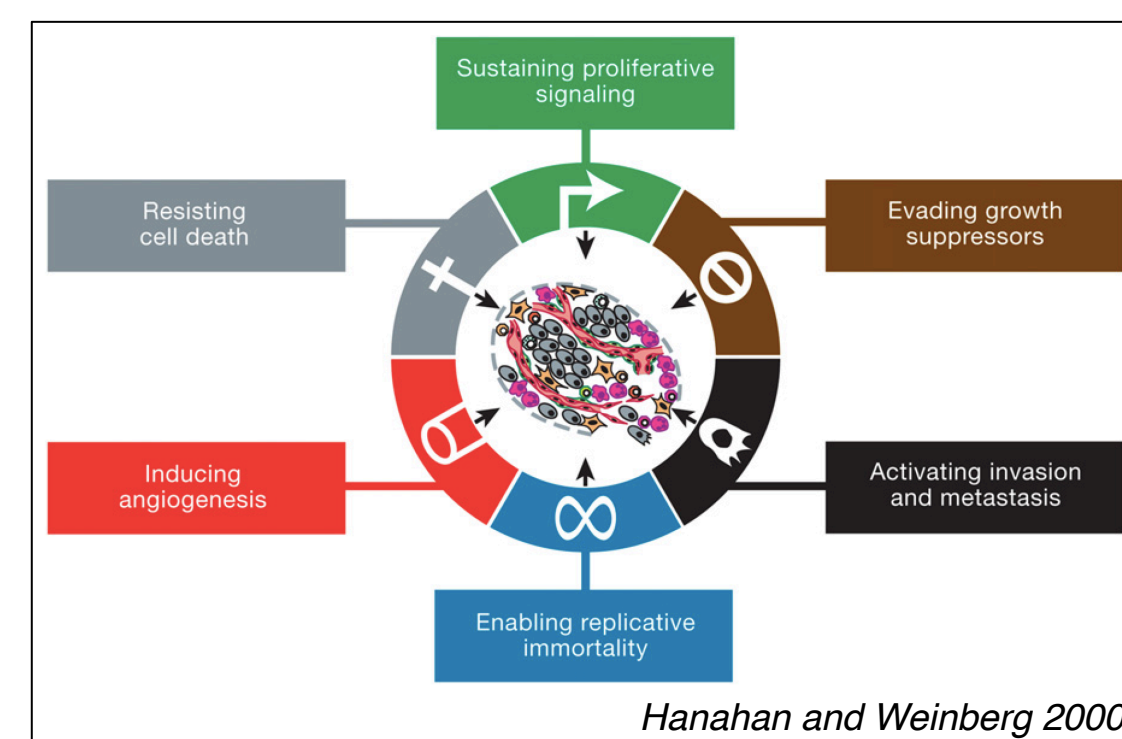 Sustaining proliferative
signaling
Resisting
cell death
Evading growth
suppressors
Inducing
angiogenesis
Activating invasion
and metastasis
Enabling replicative
immortality
Hanahan and Weinberg 2000